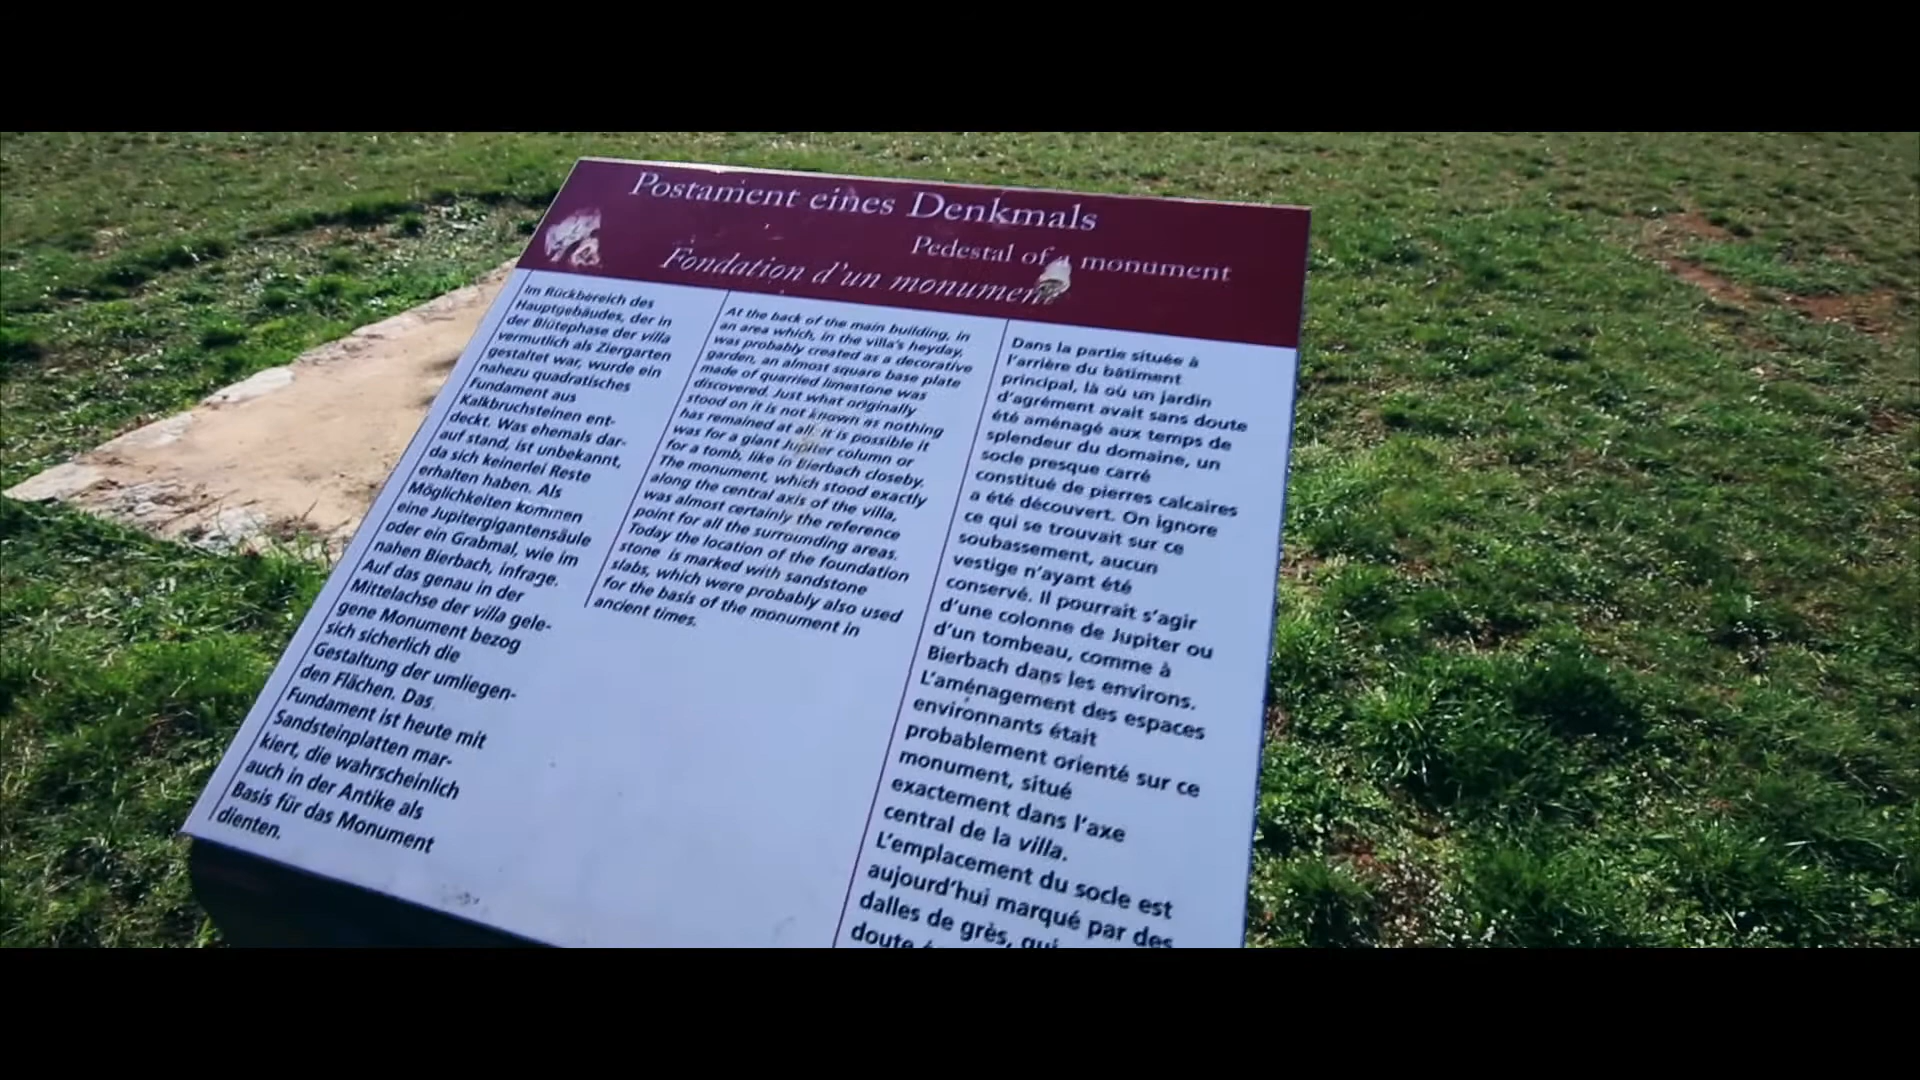 Postament eines Denkmals
Pedestal of a monument
Fondation d'un monument
Im Rückbereich des
Hauptgebäudes, der in
der Blütephase der villa
vermutlich als Ziergarten
gestaltet war, wurde ein
nahezu quadratisches
Fundament aus
Kalkbruchsteinen ent-
deckt. Was ehemals dar-
auf stand, ist unbekannt,
da sich keinerlei Reste
erhalten haben. Als
Möglichkeiten kommen
eine Jupitergigantensäule
oder ein Grabmal, wie im
nahen Bierbach, infrage.
Auf das genau in der
Mittelachse der villa gele-
gene Monument bezog
sich sicherlich die
Gestaltung der umliegen-
den Flächen. Das
Fundament ist heute mit
Sandsteinplatten mar-
kiert, die wahrscheinlich
auch in der Antike als
Basis für das Monument
dienten.
At the back of the main building, in
an area which, in the villa's heyday,
was probably created as a decorative
garden, an almost square base plate
made of quarried limestone was
discovered. Just what originally
stood on it is not known as nothing
has remained at all. It is possible it
was for a giant Jupiter column or
for a tomb, like in Bierbach closeby.
The monument, which stood exactly
along the central axis of the villa,
was almost certainly the reference
point for all the surrounding areas.
Today the location of the foundation
stone is marked with sandstone
slabs, which were probably also used
for the basis of the monument in
ancient times.
Dans la partie située à
l'arrière du bâtiment
principal, là où un jardin
d'agrément avait sans doute
été aménagé aux temps de
splendeur du domaine, un
socle presque carré
constitué de pierres calcaires
a été découvert. On ignore
ce qui se trouvait sur ce
soubassement, aucun
vestige n'ayant été
conservé. Il pourrait s'agir
d'une colonne de Jupiter ou
d'un tombeau, comme à
Bierbach dans les environs.
L'aménagement des espaces
environnants était
probablement orienté sur ce
monument, situé
exactement dans l'axe
central de la villa.
L'emplacement du socle est
aujourd'hui marqué par des
dalles de grès, qui
doute